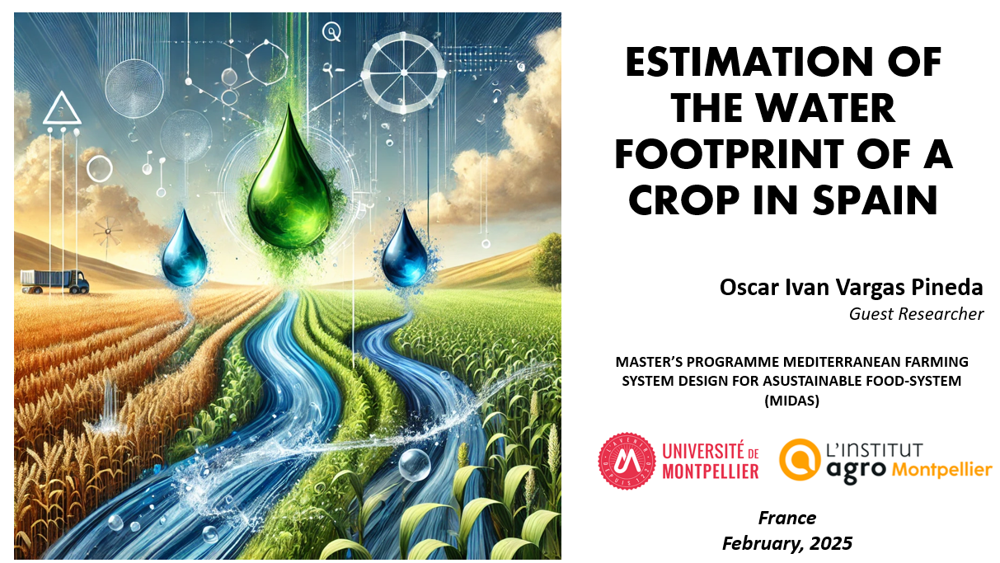 ESTIMATION OF
THE WATER
FOOTPRINT OF A
CROP IN SPAIN
Oscar Ivan Vargas Pineda
Guest Researcher
MASTER'S PROGRAMME MEDITERRANEAN FARMING
SYSTEM DESIGN FOR ASUSTAINABLE FOOD-SYSTEM
(MIDAS)
UNIVERSITÉ DE
MONTPELLIER
L'INSTITUT
agro Montpellier
France
February, 2025